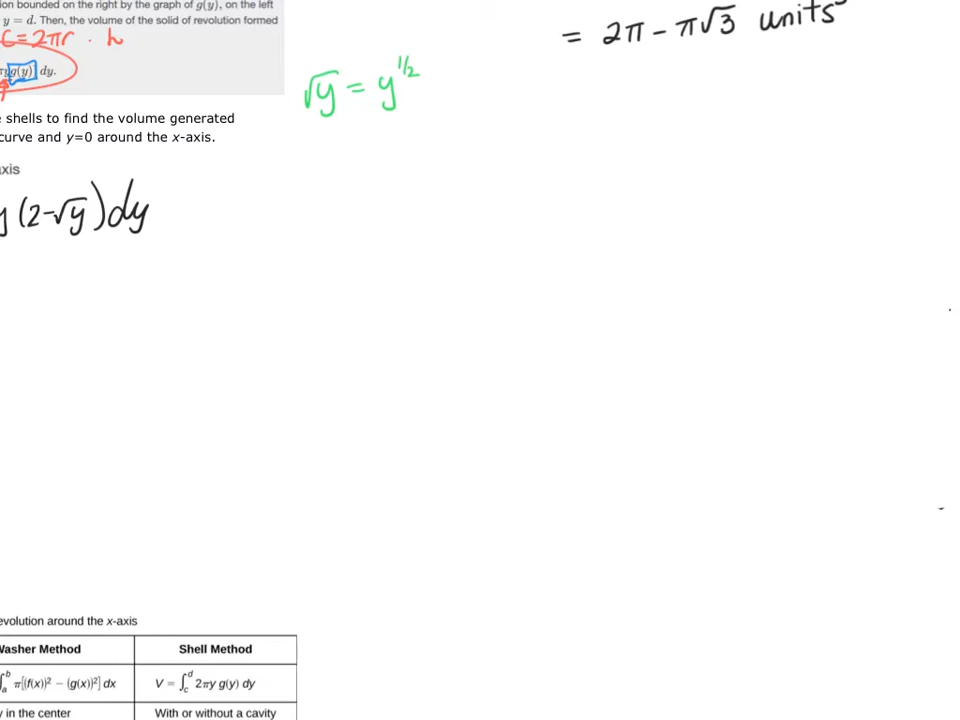 ion bounded on the right by the graph of g(y), on the left
y = d. Then, the volume of the solid of revolution formed
C = 2πr · h
πyg(y) dy.
= 2π − π√3 units³
√y = y^1/2
shells to find the volume generated
curve and y=0 around the x-axis.
xis
y (2-√y) dy
evolution around the x-axis
Washer Method Shell Method
∫_a^b π[(f(x))² − (g(x))²] dx V = ∫_c^d 2πy g(y) dy
y in the center With or without a cavity